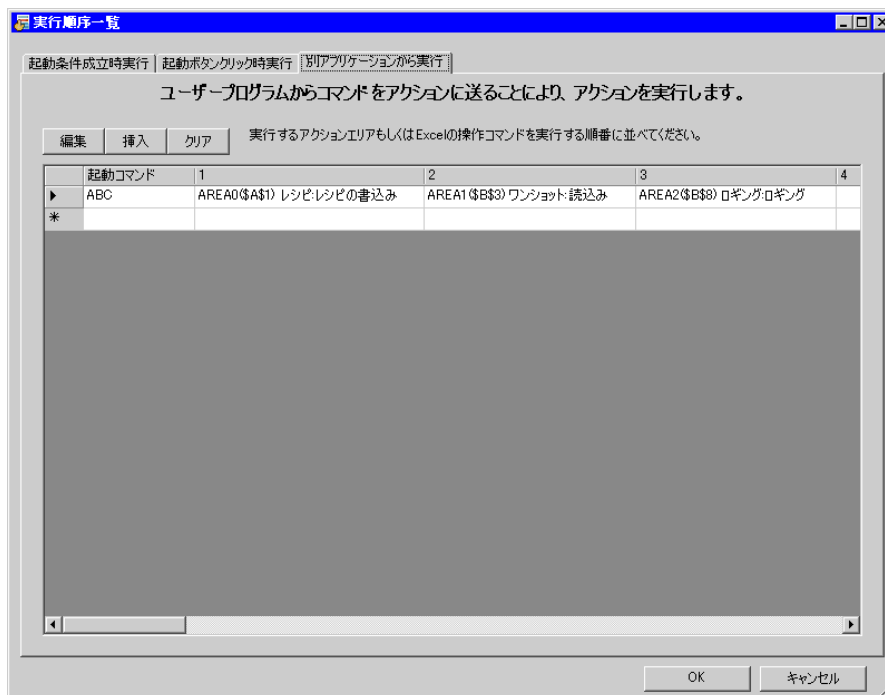 実行順序一覧
起動条件成立時実行 起動ボタンクリック時実行 別アプリケーションから実行
ユーザープログラムからコマンドをアクションに送ることにより、アクションを実行します。
編集 挿入 クリア 実行するアクションエリアもしくはExcelの操作コマンドを実行する順番に並べてください。
起動コマンド 1 2 3 4
ABC AREA0($A$1) レシピ:レシピの書込み AREA1($B$3) ワンショット:読込み AREA2($B$8) ロギング:ロギング
OK キャンセル